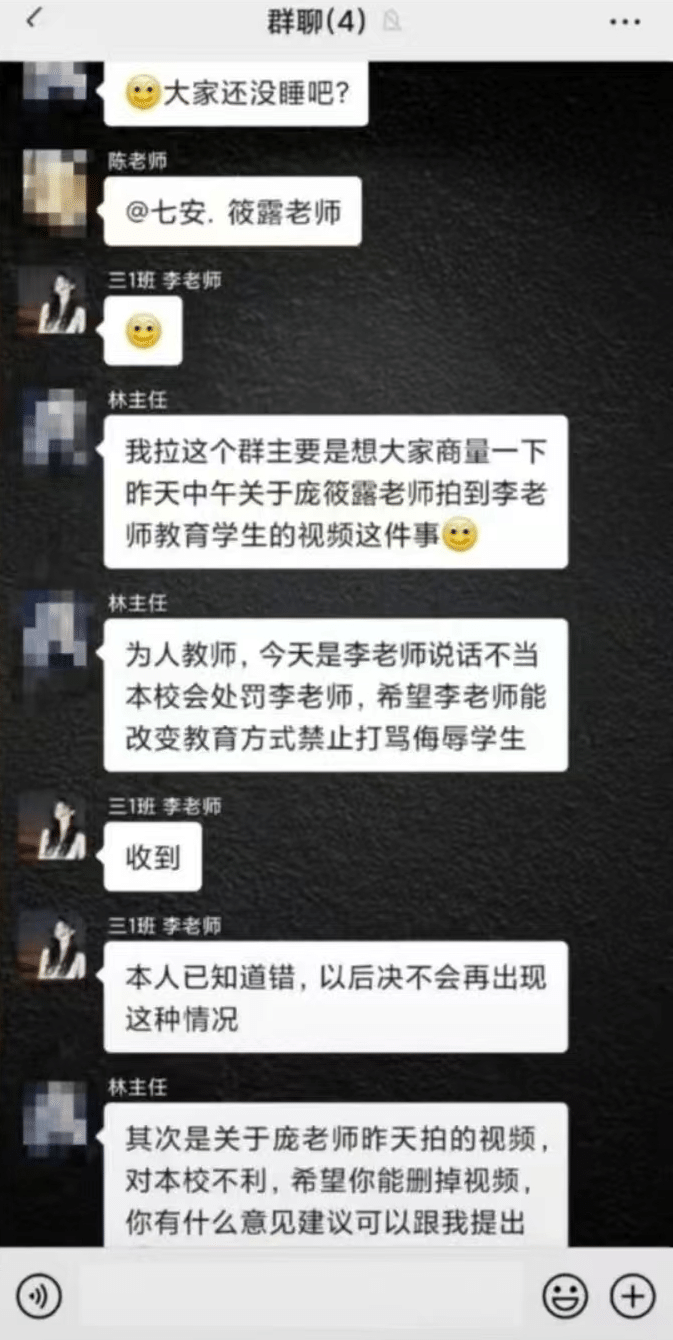 群聊(4)
大家还没睡吧?
陈老师
@七安. 筱露老师
三1班 李老师
林主任
我拉这个群主要是想大家商量一下
昨天中午关于庞筱露老师拍到李老
师教育学生的视频这件事
林主任
为人教师, 今天是李老师说话不当
本校会处罚李老师, 希望李老师能
改变教育方式禁止打骂侮辱学生
三1班 李老师
收到
三1班 李老师
本人已知道错, 以后决不会再出现
这种情况
林主任
其次是关于庞老师昨天拍的视频,
对本校不利, 希望你能删掉视频,
你有什么意见建议可以跟我提出